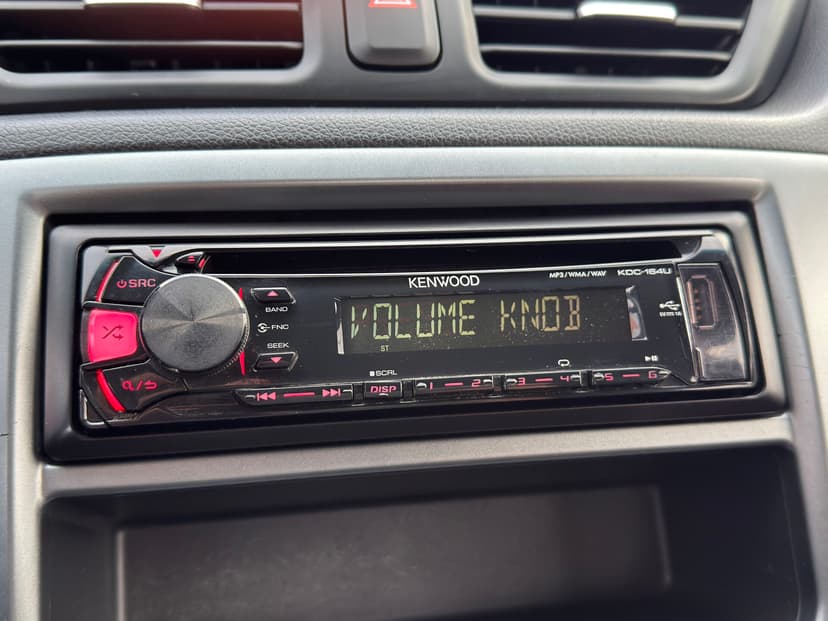 SRC
KENWOOD
MP3/WMA/WAV
KDC-164U
BAND
FNC
SEEK
VOLUME KNOB
ST
SCRL
DISP
1 2
3 4
5 6